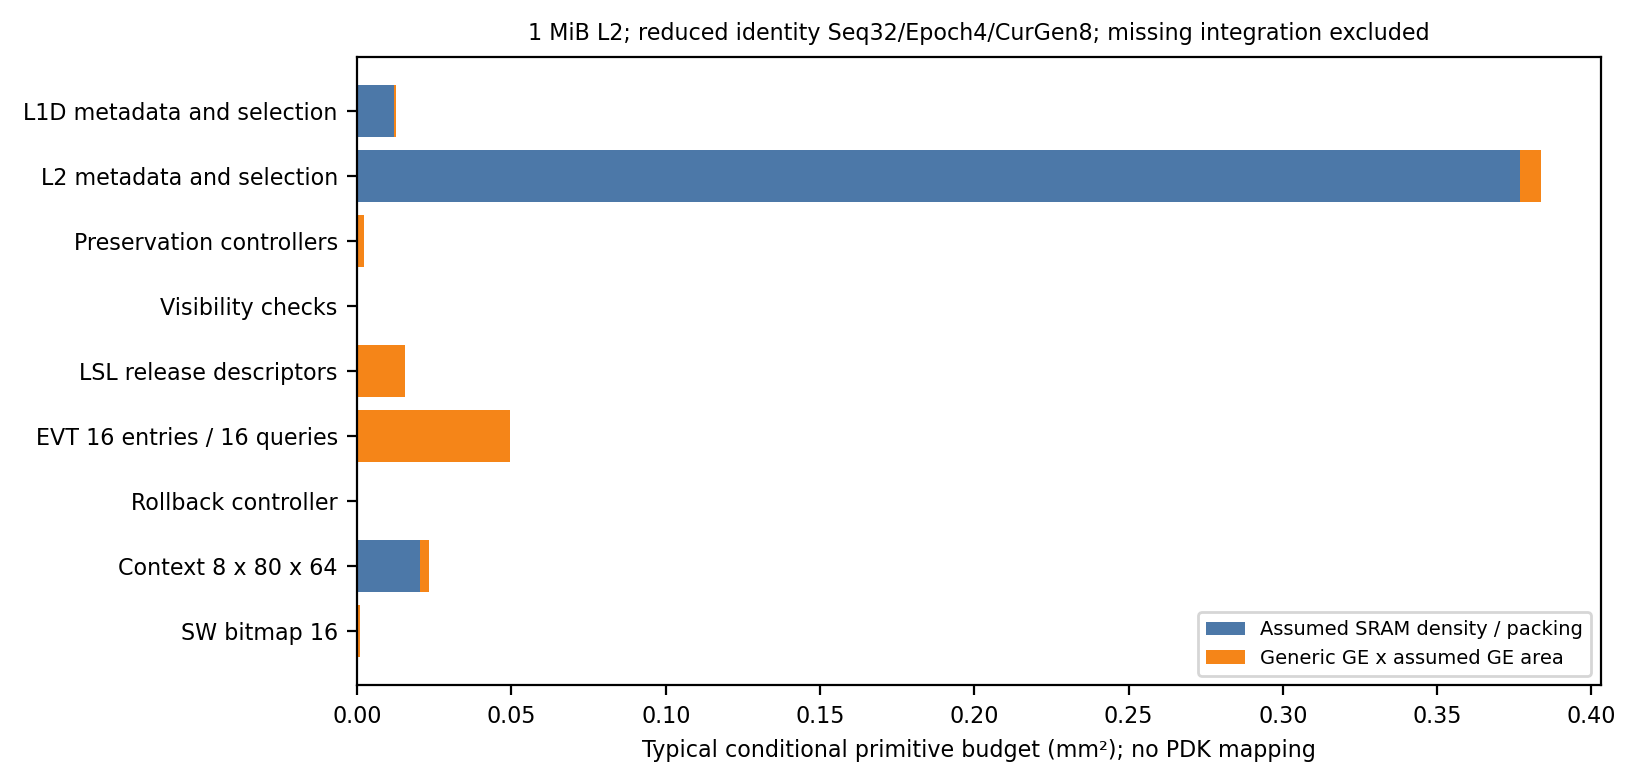 1 MiB L2; reduced identity Seq32/Epoch4/CurGen8; missing integration excluded
L1D metadata and selection
L2 metadata and selection
Preservation controllers
Visibility checks
LSL release descriptors
EVT 16 entries / 16 queries
Rollback controller
Context 8 x 80 x 64
SW bitmap 16
Assumed SRAM density / packing
Generic GE x assumed GE area
0.00 0.05 0.10 0.15 0.20 0.25 0.30 0.35 0.40
Typical conditional primitive budget (mm²); no PDK mapping